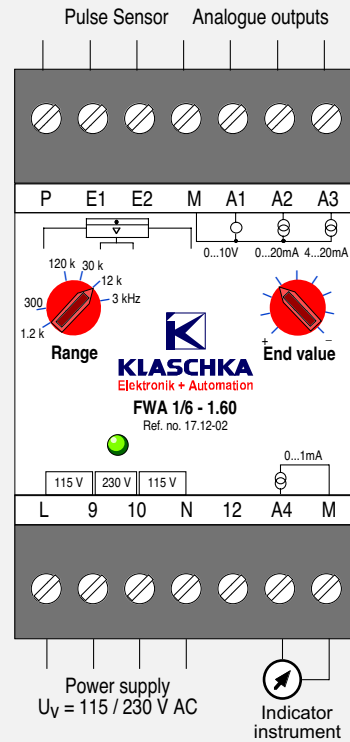 Pulse Sensor Analogue outputs
P E1 E2 M A1 A2 A3
0...10V 0...20mA 4...20mA
120 k 30 k
12 k
300 3 kHz
1.2 k
Range
+ −
End value
K
KLASCHKA
Elektronik + Automation
FWA 1/6 - 1.60
Ref. no. 17.12-02
0...1mA
115 V 230 V 115 V
L 9 10 N 12 A4 M
Power supply
UV = 115 / 230 V AC
Indicator
instrument